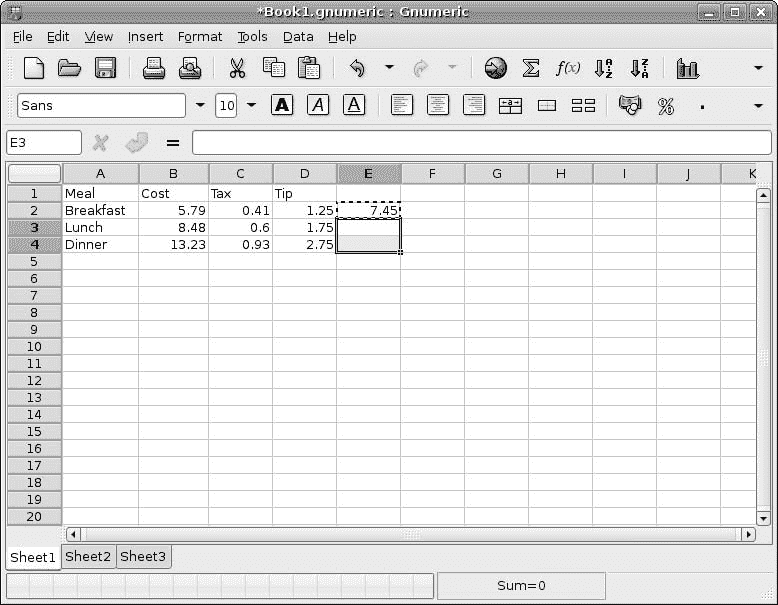 *Book1.gnumeric : Gnumeric
File Edit View Insert Format Tools Data Help
f(x) A Z Z A
Sans 10 A A A a %
E3 =
A B C D E F G H I J K
1 Meal Cost Tax Tip
2 Breakfast 5.79 0.41 1.25 7.45
3 Lunch 8.48 0.6 1.75
4 Dinner 13.23 0.93 2.75
5
6
7
8
9
10
11
12
13
14
15
16
17
18
19
20
Sheet1 Sheet2 Sheet3
Sum=0